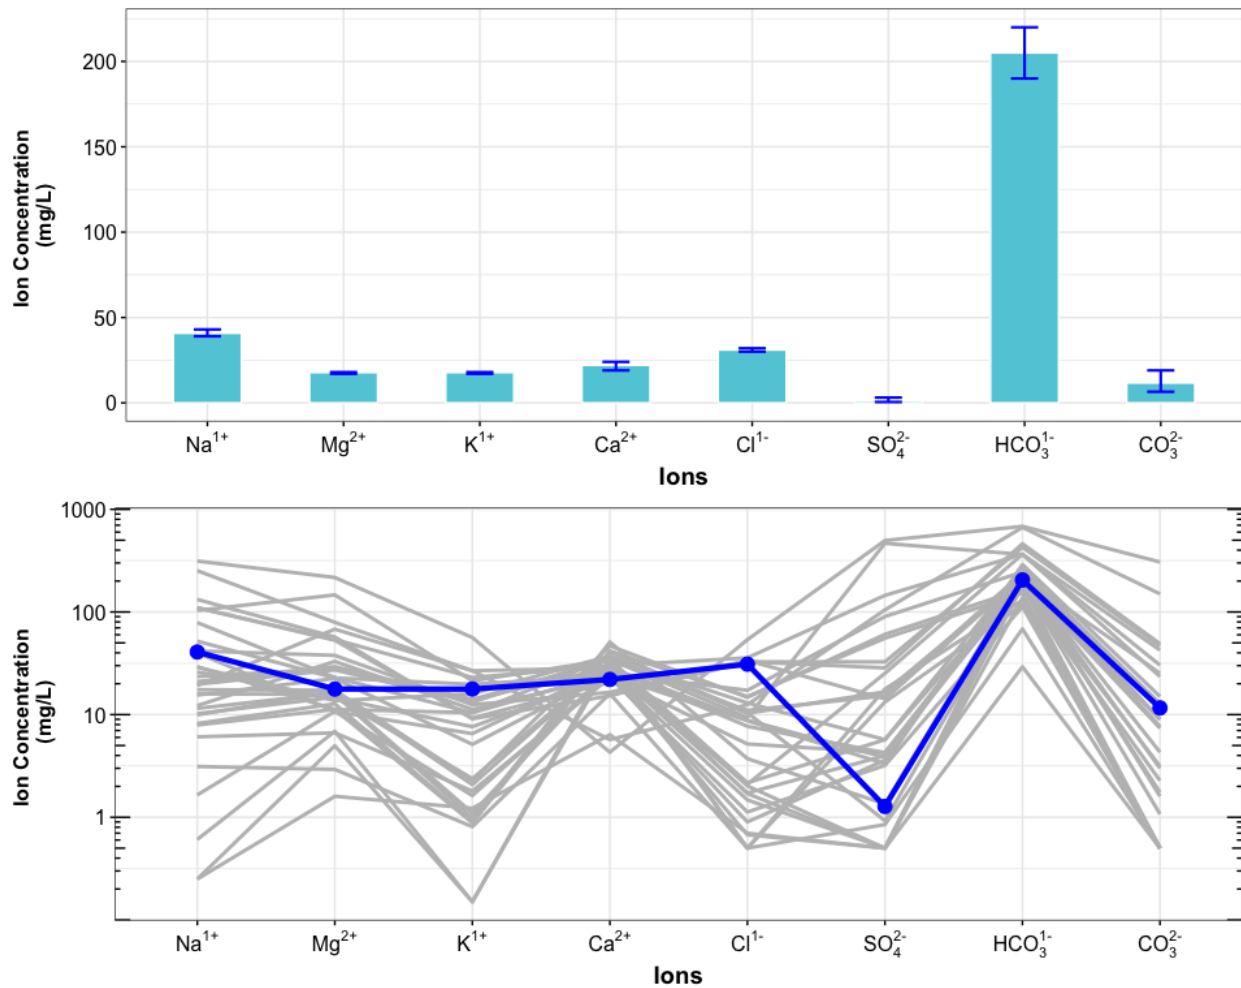 Ion Concentration
(mg/L)
200
150
100
50
0
Na¹⁺ Mg²⁺ K¹⁺ Ca²⁺ Cl¹⁻ SO₄²⁻ HCO₃¹⁻ CO₃²⁻
Ions
Ion Concentration
(mg/L)
1000
100
10
1
Na¹⁺ Mg²⁺ K¹⁺ Ca²⁺ Cl¹⁻ SO₄²⁻ HCO₃¹⁻ CO₃²⁻
Ions